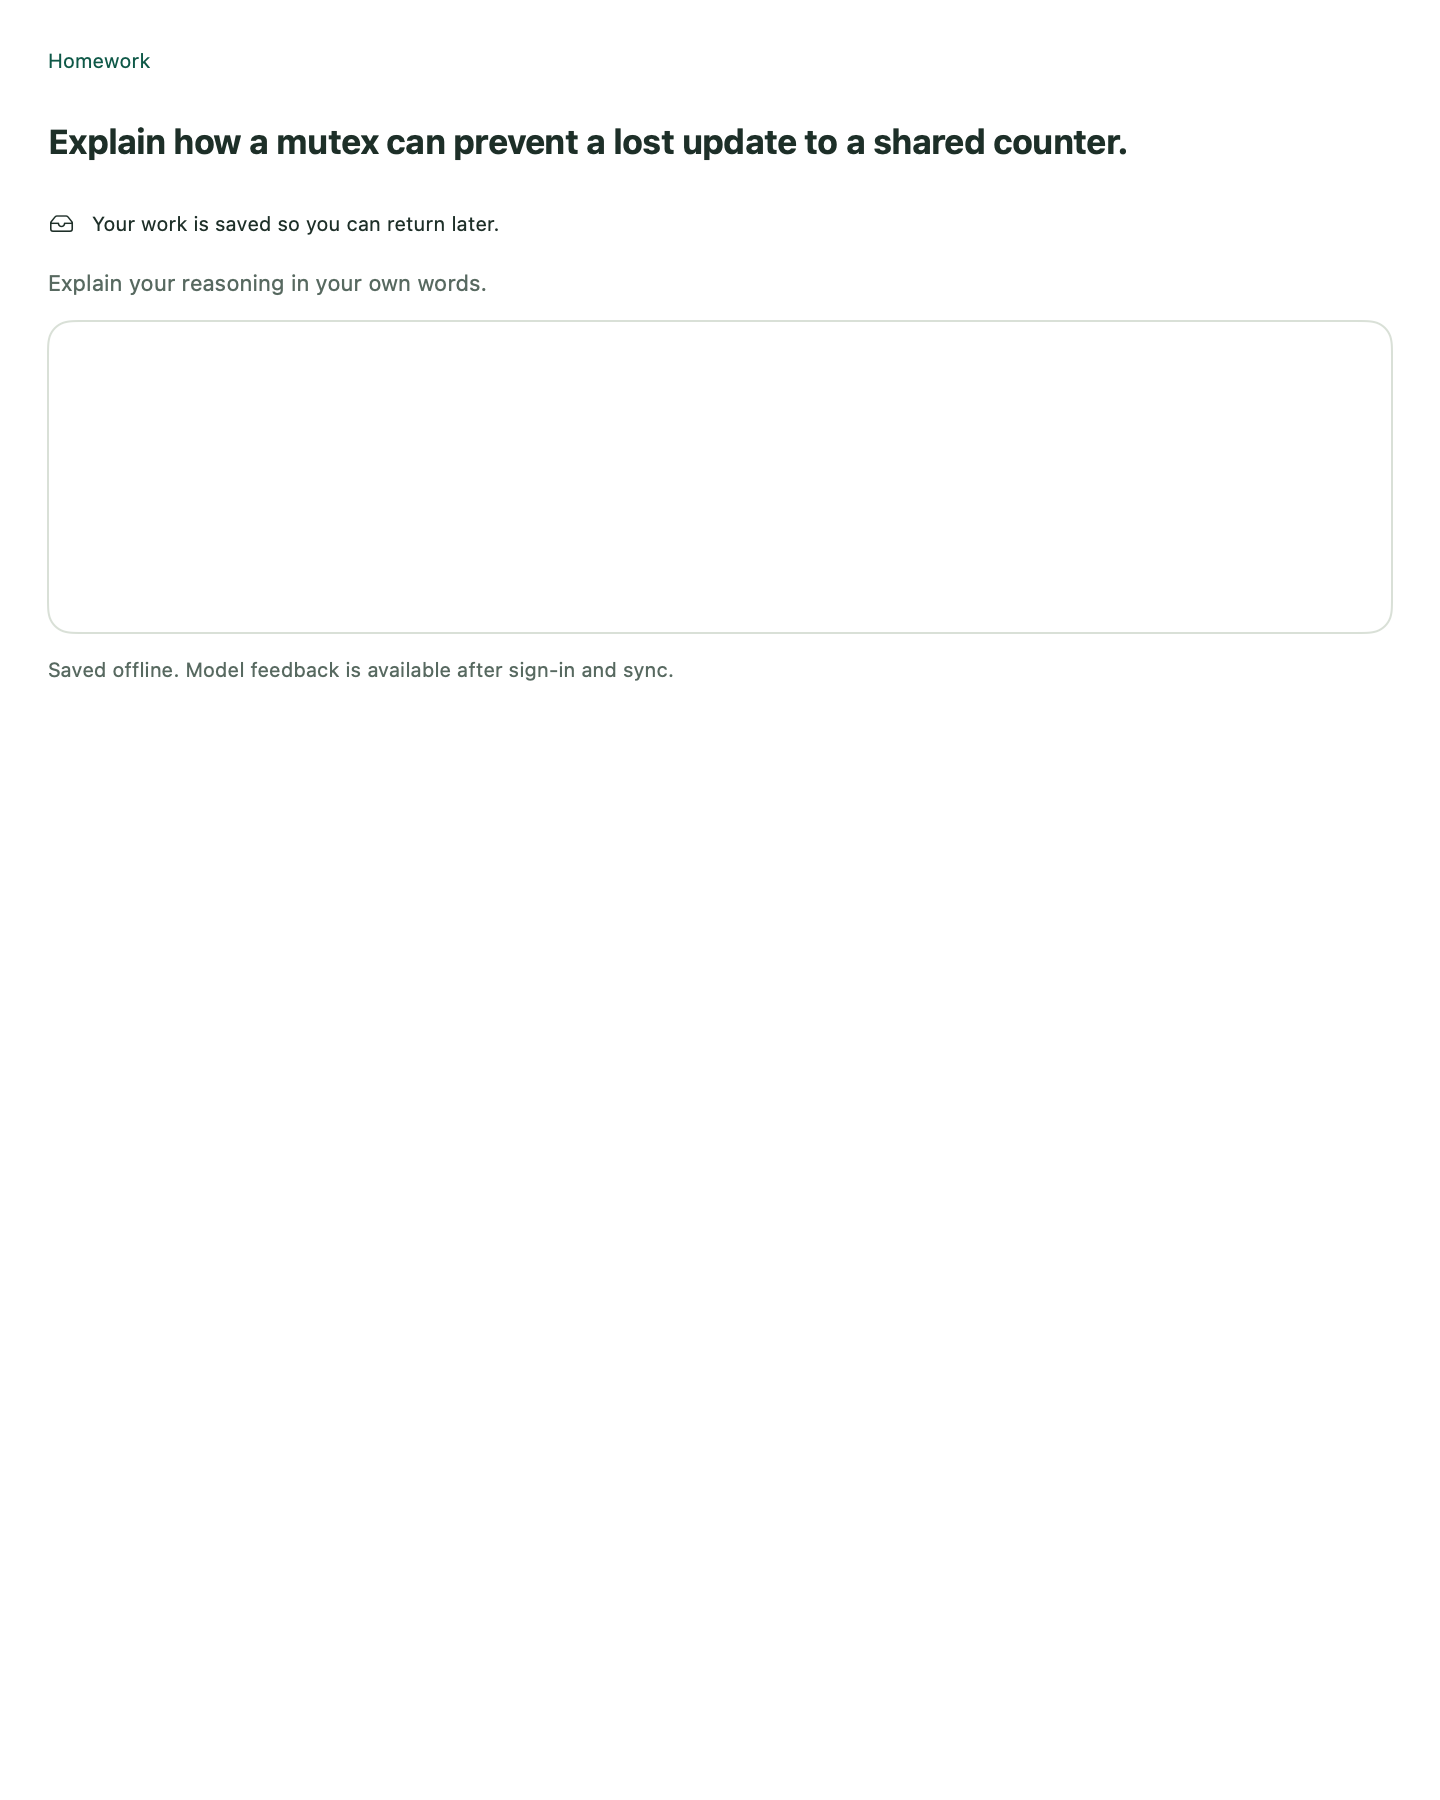 Homework
Explain how a mutex can prevent a lost update to a shared counter.
Your work is saved so you can return later.
Explain your reasoning in your own words.
Saved offline. Model feedback is available after sign-in and sync.